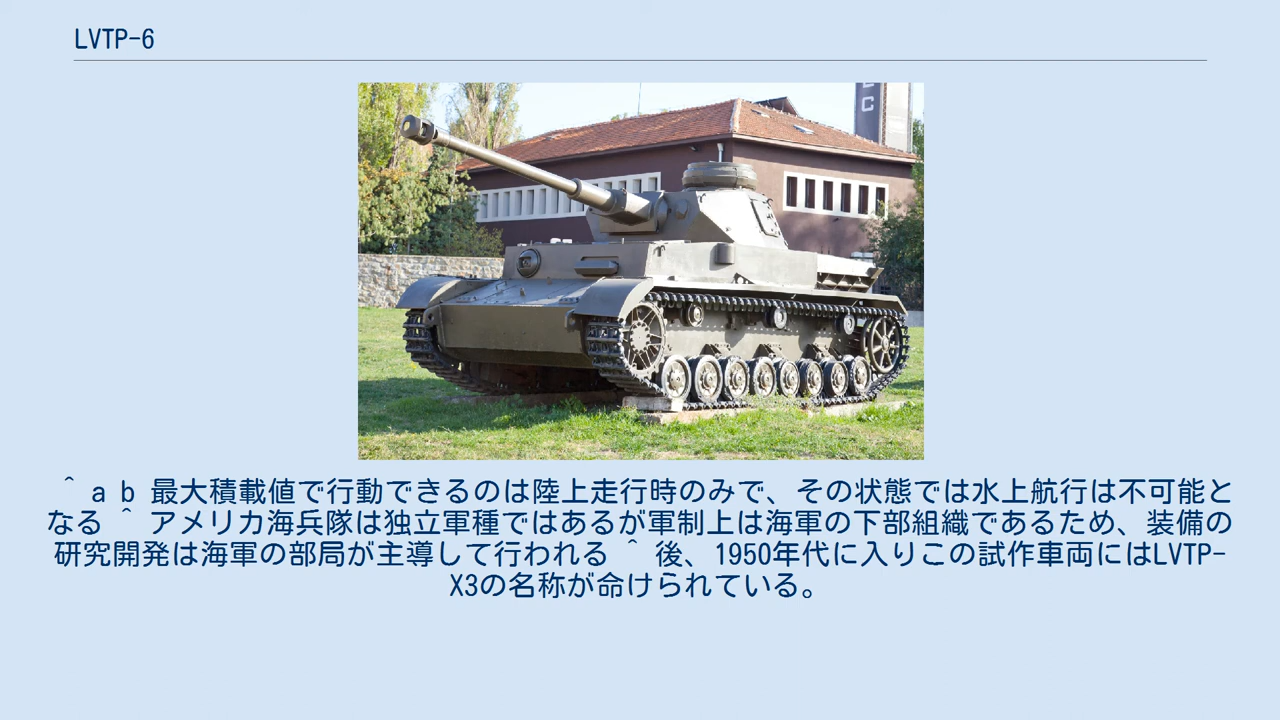 LVTP-6
EC
^ a b 最大積載値で行動できるのは陸上走行時のみで、その状態では水上航行は不可能と
なる ^ アメリカ海兵隊は独立軍種ではあるが軍制上は海軍の下部組織であるため、装備の
研究開発は海軍の部局が主導して行われる ^ 後、1950年代に入りこの試作車両にはLVTP-
X3の名称が命けられている。